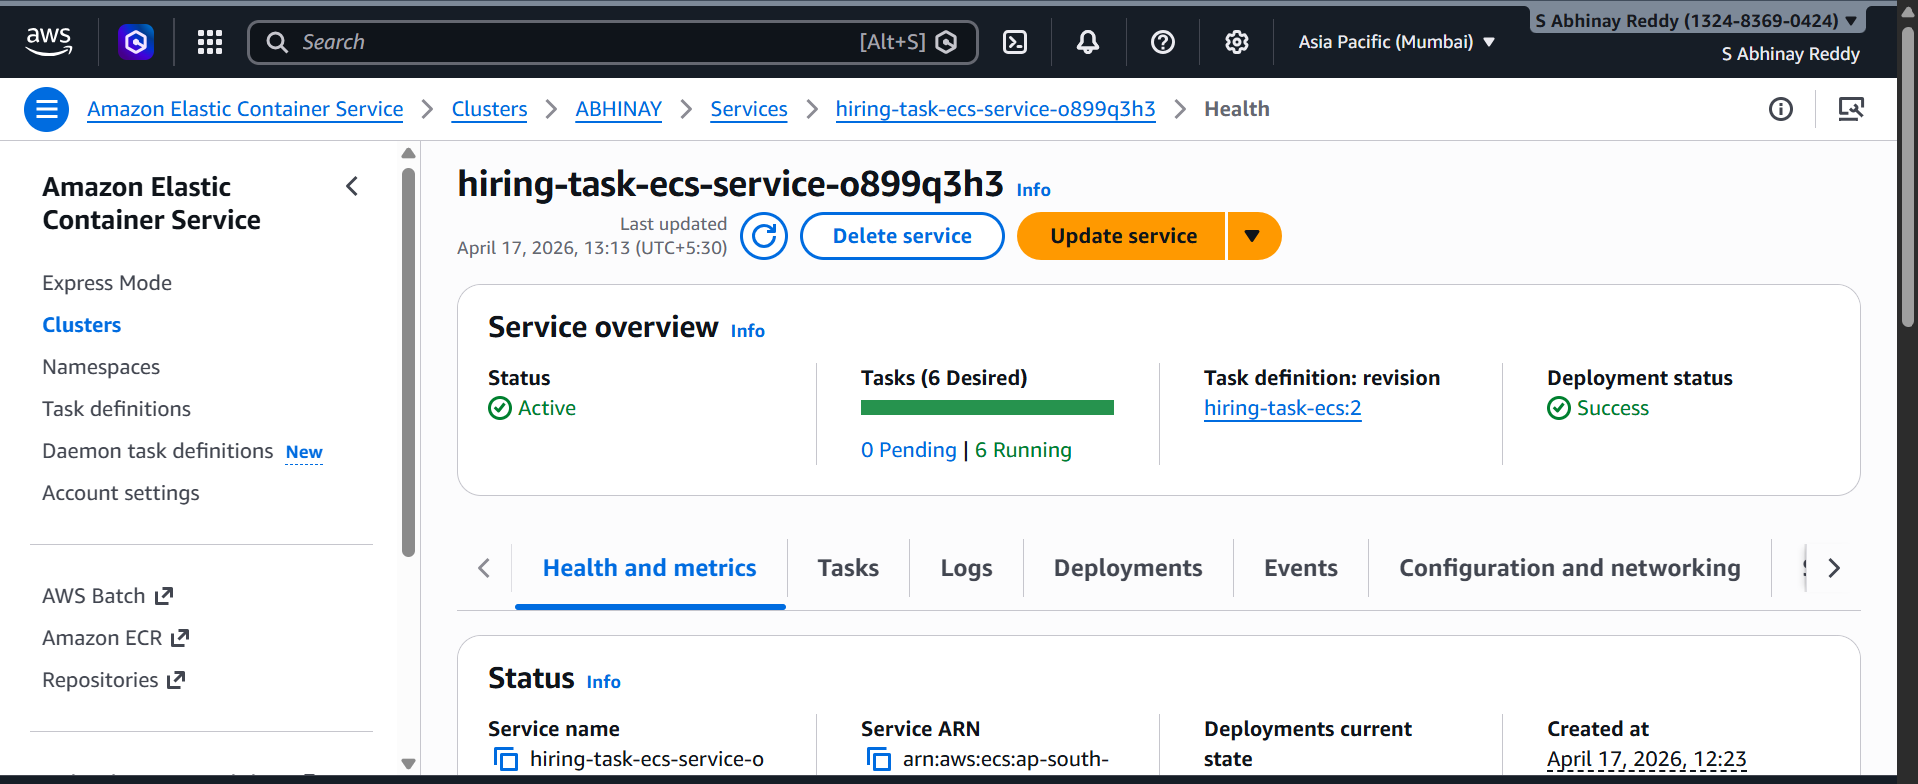 aws
Search
[Alt+S]
Asia Pacific (Mumbai)
S Abhinay Reddy (1324-8369-0424)
S Abhinay Reddy
Amazon Elastic Container Service
Clusters
ABHINAY
Services
hiring-task-ecs-service-o899q3h3
Health
Amazon Elastic
Container Service
Express Mode
Clusters
Namespaces
Task definitions
Daemon task definitions New
Account settings
AWS Batch
Amazon ECR
Repositories
hiring-task-ecs-service-o899q3h3 Info
Last updated
April 17, 2026, 13:13 (UTC+5:30)
Delete service
Update service
Service overview Info
Status
Active
Tasks (6 Desired)
0 Pending | 6 Running
Task definition: revision
hiring-task-ecs:2
Deployment status
Success
Health and metrics
Tasks
Logs
Deployments
Events
Configuration and networking
Status Info
Service name
hiring-task-ecs-service-o
Service ARN
arn:aws:ecs:ap-south-
Deployments current
state
Created at
April 17, 2026, 12:23